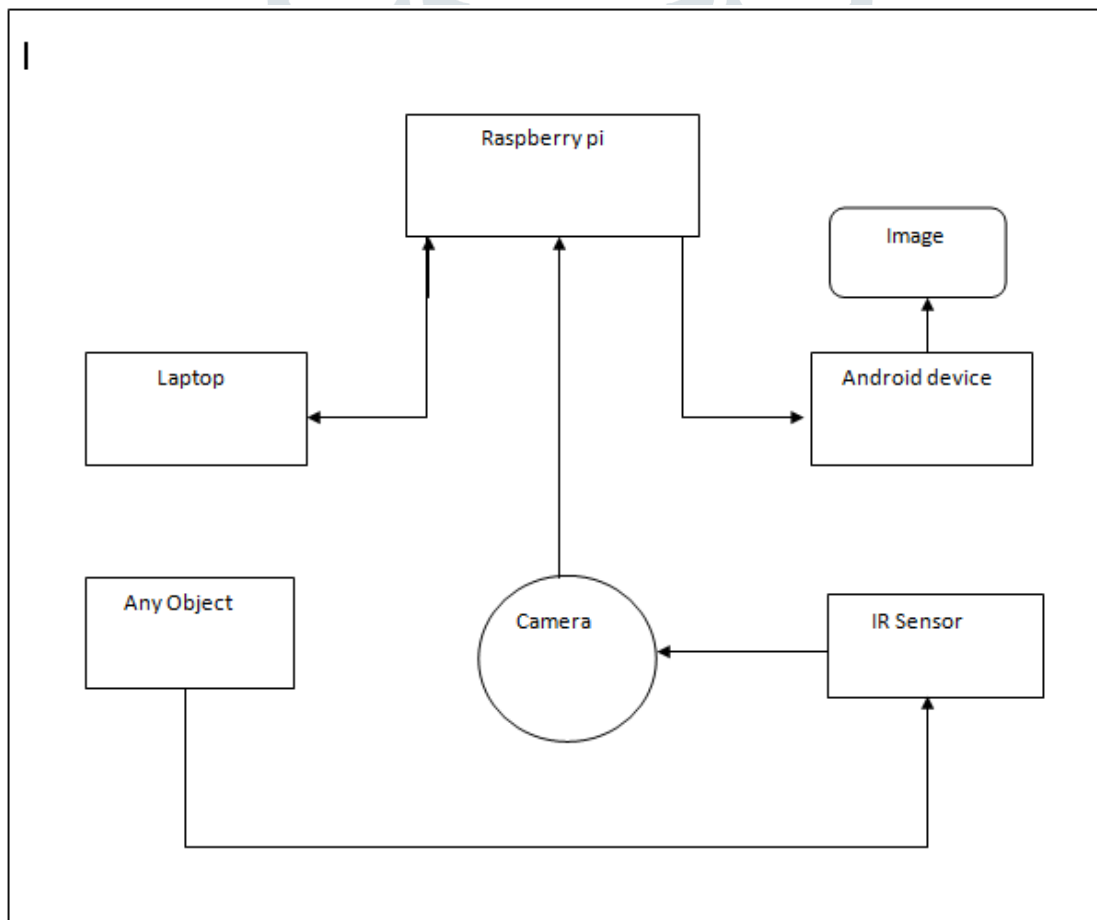 |
Raspberry pi
Image
Laptop
Android device
Any Object
Camera
IR Sensor